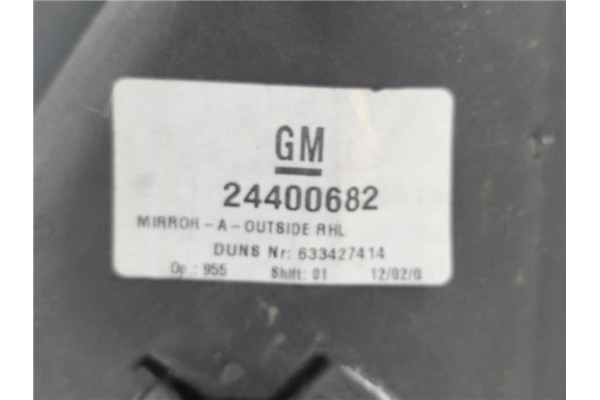 GM
24400682
MIRROR-A-OUTSIDE RHL
DUNS Nr: 633427414
Op.: 955 Shift: 01 12/02/0